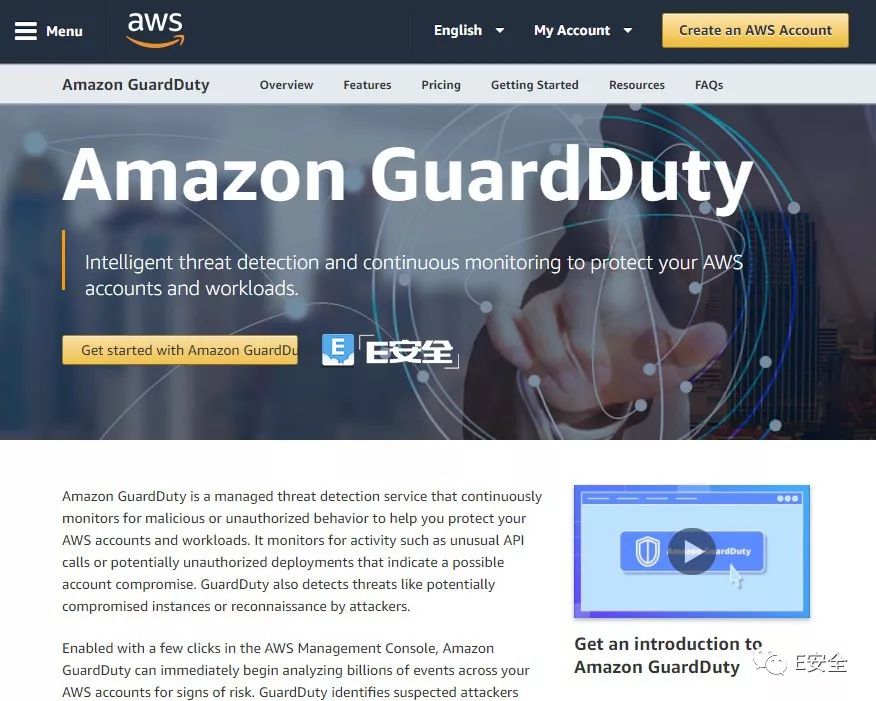 Menu
aws
English
My Account
Create an AWS Account
Amazon GuardDuty
Overview
Features
Pricing
Getting Started
Resources
FAQs
Amazon GuardDuty
Intelligent threat detection and continuous monitoring to protect your AWS
accounts and workloads.
Get started with Amazon GuardDu
E
E安全
Amazon GuardDuty is a managed threat detection service that continuously
monitors for malicious or unauthorized behavior to help you protect your
AWS accounts and workloads. It monitors for activity such as unusual API
calls or potentially unauthorized deployments that indicate a possible
account compromise. GuardDuty also detects threats like potentially
compromised instances or reconnaissance by attackers.
Enabled with a few clicks in the AWS Management Console, Amazon
GuardDuty can immediately begin analyzing billions of events across your
AWS accounts for signs of risk. GuardDuty identifies suspected attackers
Amazon GuardDuty
Get an introduction to
Amazon GuardDuty
E安全